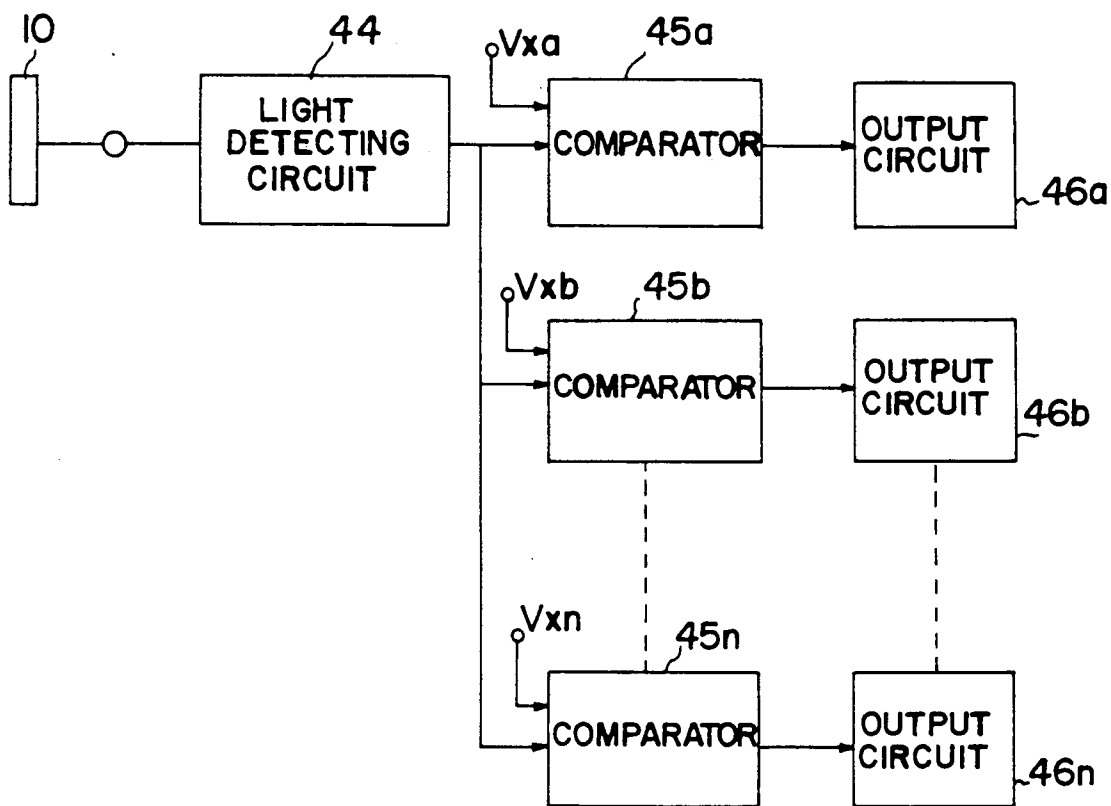 10
44
LIGHT
DETECTING
CIRCUIT
Vxa
45a
COMPARATOR
OUTPUT
CIRCUIT
46a
Vxb
45b
COMPARATOR
OUTPUT
CIRCUIT
46b
Vxn
45n
COMPARATOR
OUTPUT
CIRCUIT
46n